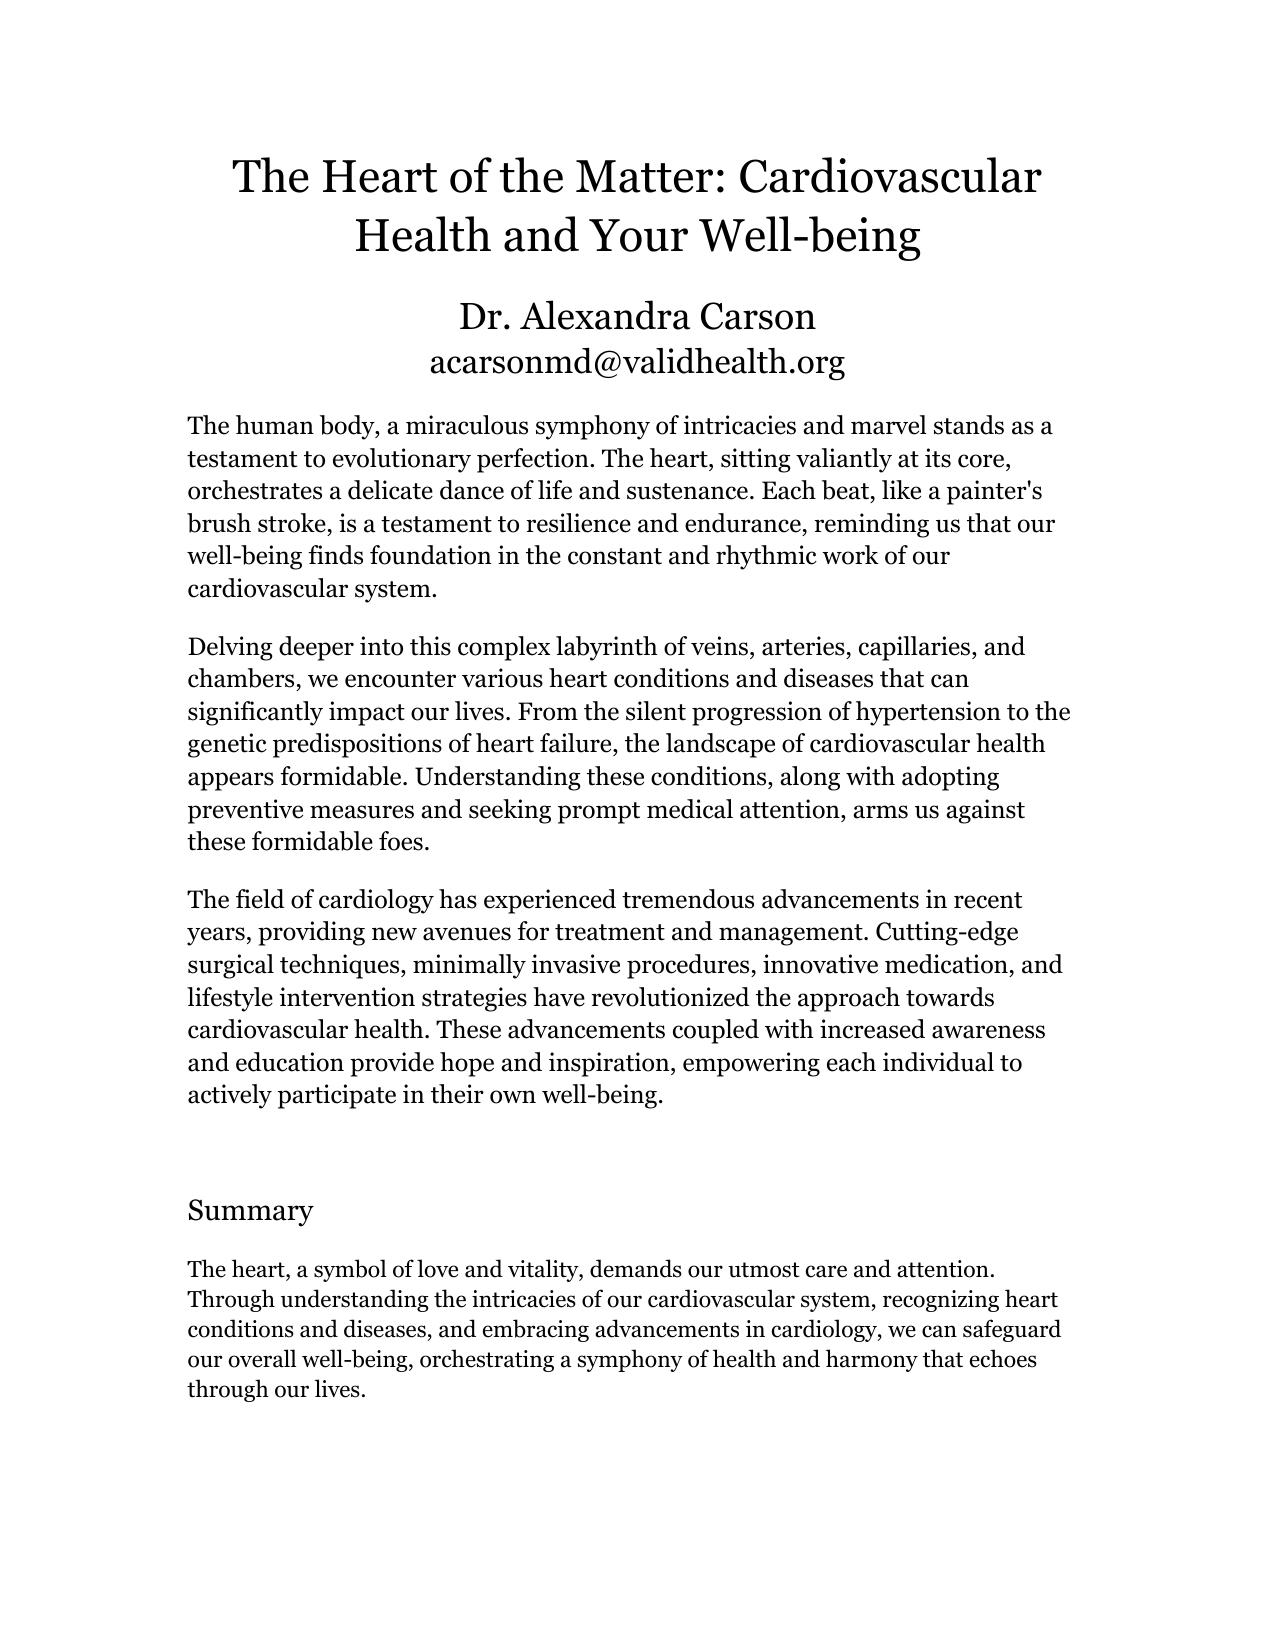 The Heart of the Matter: Cardiovascular
Health and Your Well-being
Dr. Alexandra Carson
acarsonmd@validhealth.org
The human body, a miraculous symphony of intricacies and marvel stands as a
testament to evolutionary perfection. The heart, sitting valiantly at its core,
orchestrates a delicate dance of life and sustenance. Each beat, like a painter's
brush stroke, is a testament to resilience and endurance, reminding us that our
well-being finds foundation in the constant and rhythmic work of our
cardiovascular system.
Delving deeper into this complex labyrinth of veins, arteries, capillaries, and
chambers, we encounter various heart conditions and diseases that can
significantly impact our lives. From the silent progression of hypertension to the
genetic predispositions of heart failure, the landscape of cardiovascular health
appears formidable. Understanding these conditions, along with adopting
preventive measures and seeking prompt medical attention, arms us against
these formidable foes.
The field of cardiology has experienced tremendous advancements in recent
years, providing new avenues for treatment and management. Cutting-edge
surgical techniques, minimally invasive procedures, innovative medication, and
lifestyle intervention strategies have revolutionized the approach towards
cardiovascular health. These advancements coupled with increased awareness
and education provide hope and inspiration, empowering each individual to
actively participate in their own well-being.
Summary
The heart, a symbol of love and vitality, demands our utmost care and attention.
Through understanding the intricacies of our cardiovascular system, recognizing heart
conditions and diseases, and embracing advancements in cardiology, we can safeguard
our overall well-being, orchestrating a symphony of health and harmony that echoes
through our lives.